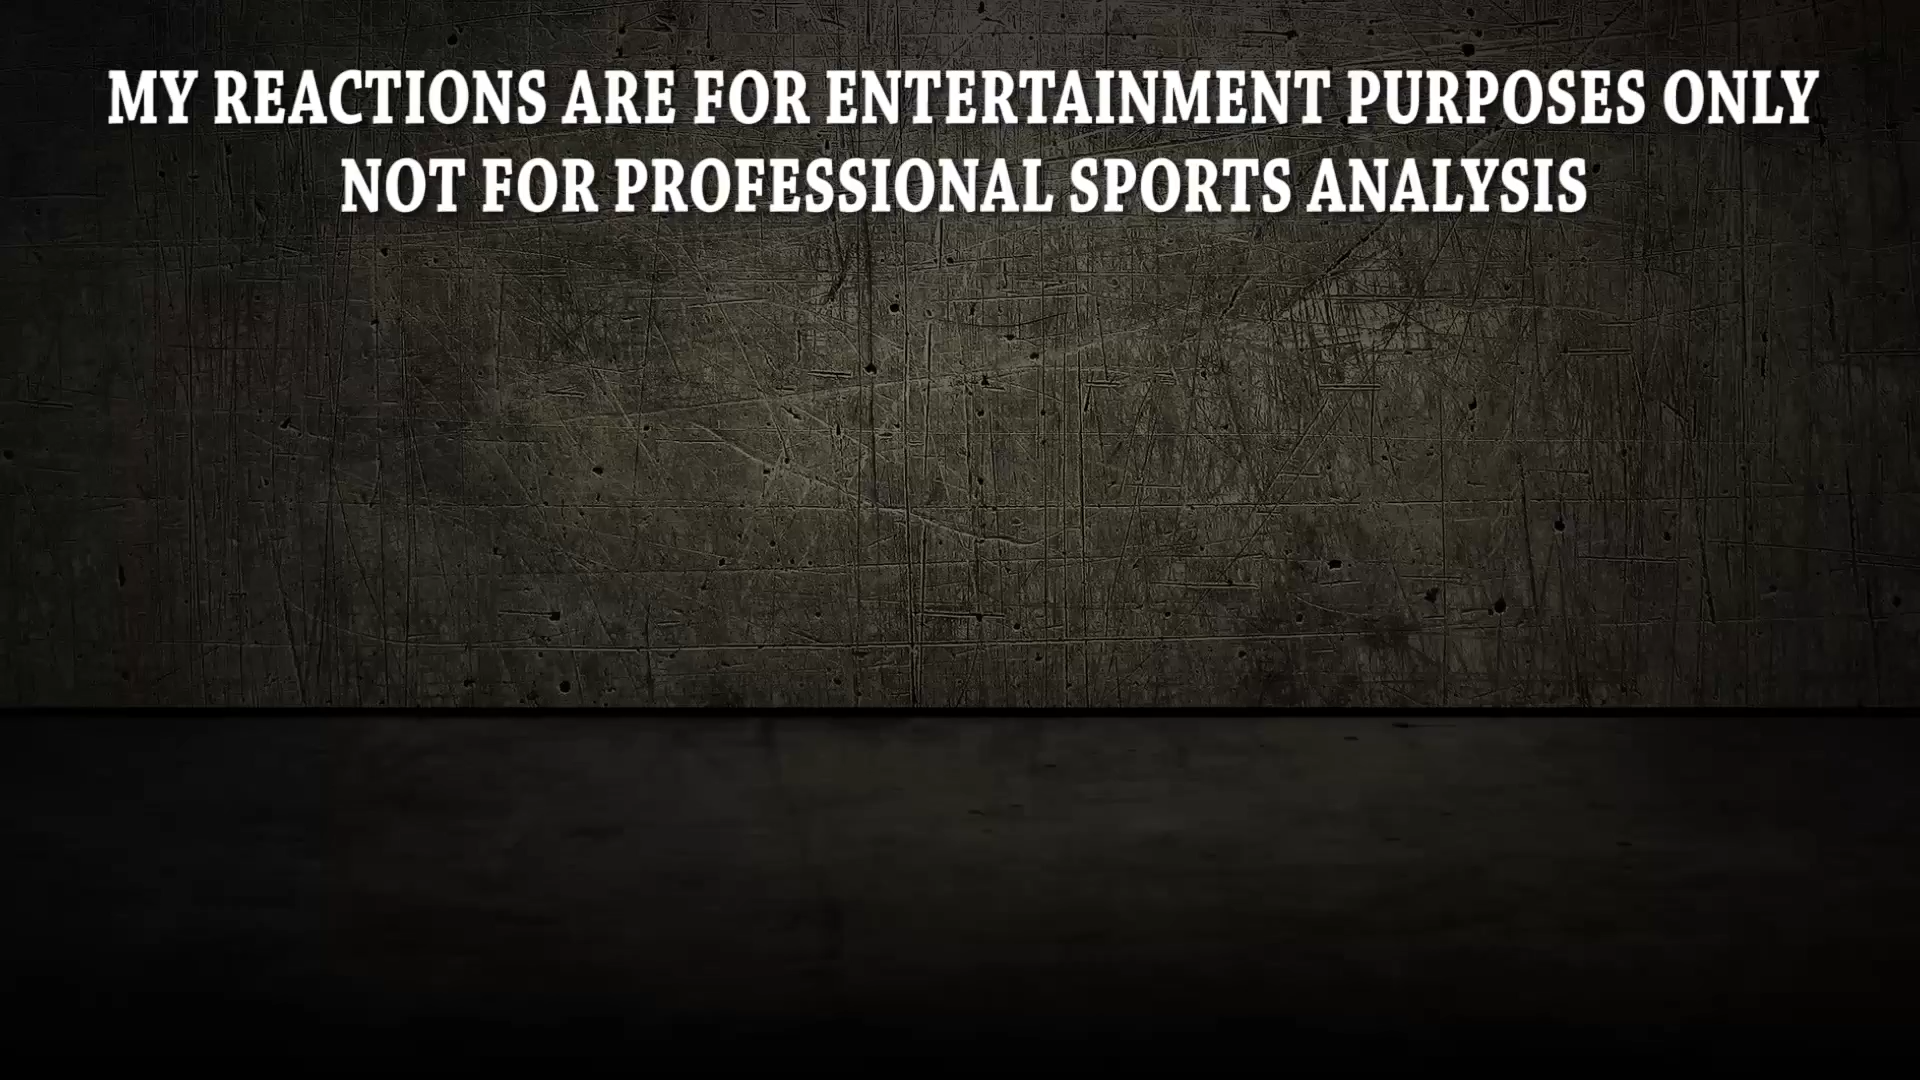 MY REACTIONS ARE FOR ENTERTAINMENT PURPOSES ONLY
NOT FOR PROFESSIONAL SPORTS ANALYSIS